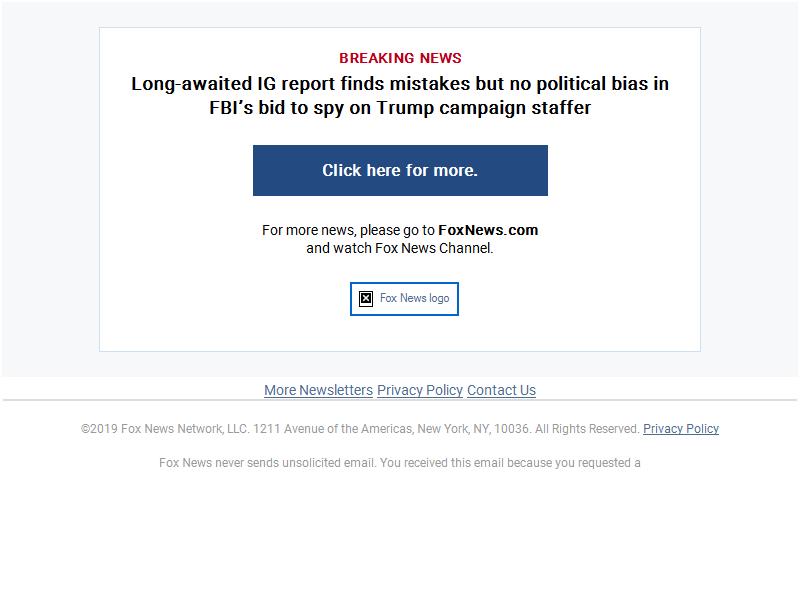 BREAKING NEWS
Long-awaited IG report finds mistakes but no political bias in
FBI’s bid to spy on Trump campaign staffer
Click here for more.
For more news, please go to FoxNews.com
and watch Fox News Channel.
Fox News logo
More Newsletters Privacy Policy Contact Us
©2019 Fox News Network, LLC. 1211 Avenue of the Americas, New York, NY, 10036. All Rights Reserved. Privacy Policy
Fox News never sends unsolicited email. You received this email because you requested a